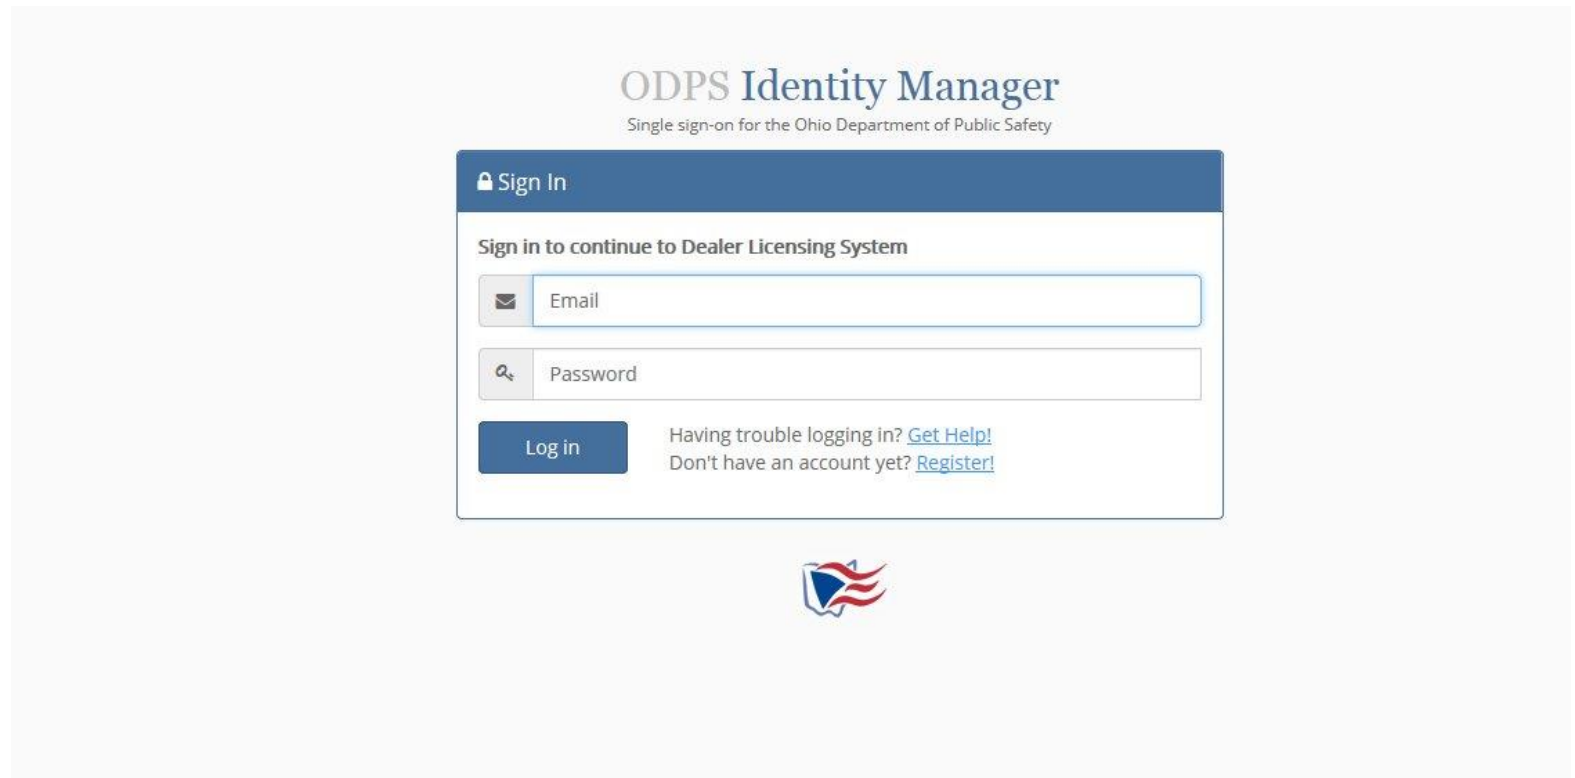 ODPS Identity Manager
Single sign-on for the Ohio Department of Public Safety
Sign In
Sign in to continue to Dealer Licensing System
Email
Password
Log in
Having trouble logging in? Get Help!
Don't have an account yet? Register!